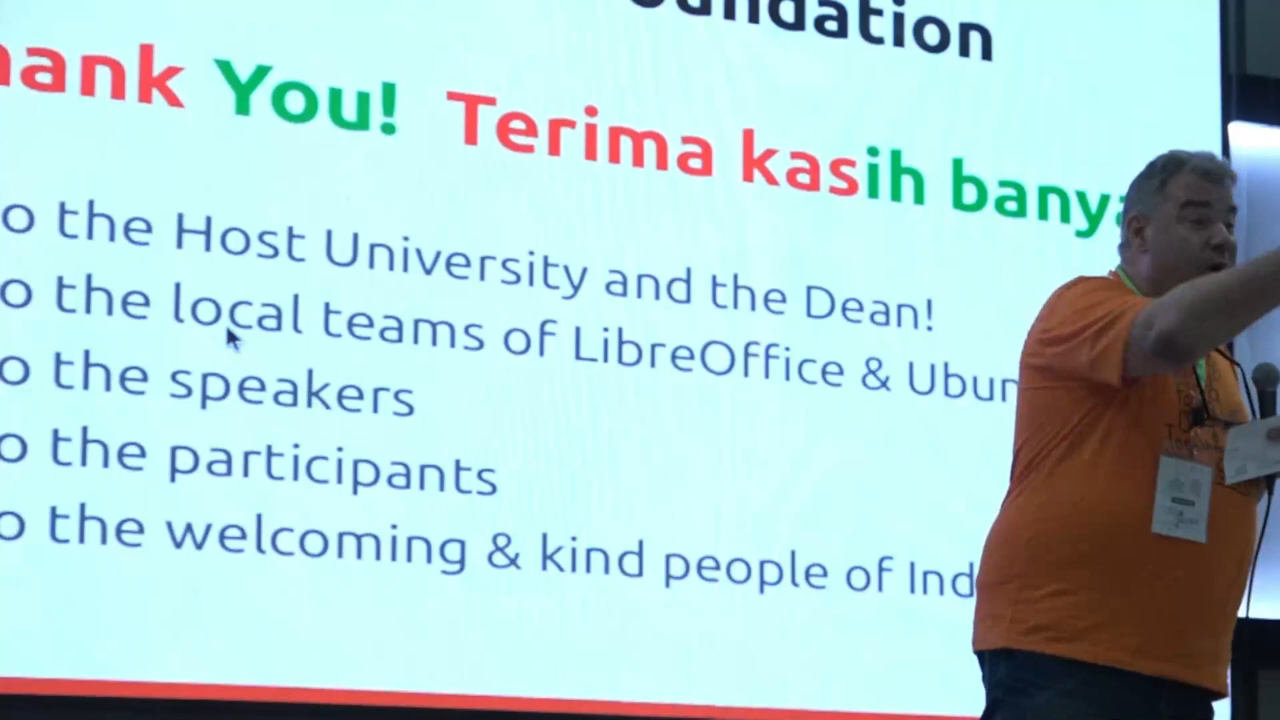 oundation
hank You! Terima kasih banya
o the Host University and the Dean!
o the local teams of LibreOffice & Ubun
o the speakers
o the participants
o the welcoming & kind people of Ind